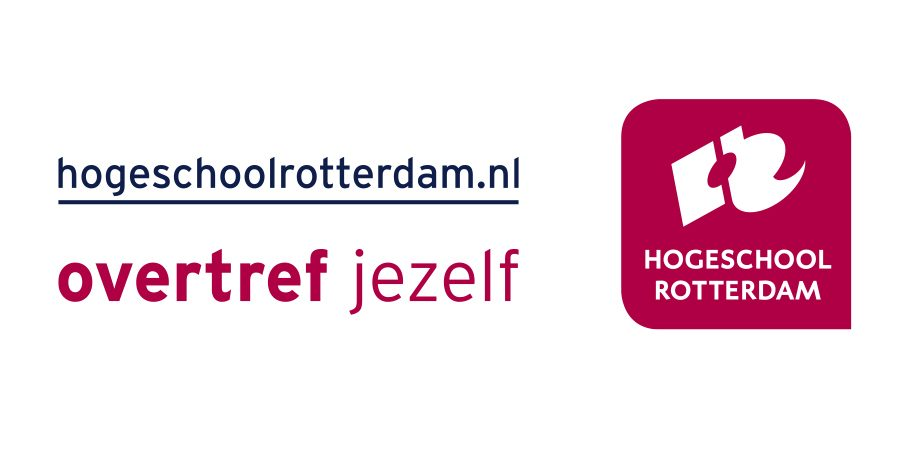 hogeschoolrotterdam.nl
overtref jezelf
HOGESCHOOL
ROTTERDAM